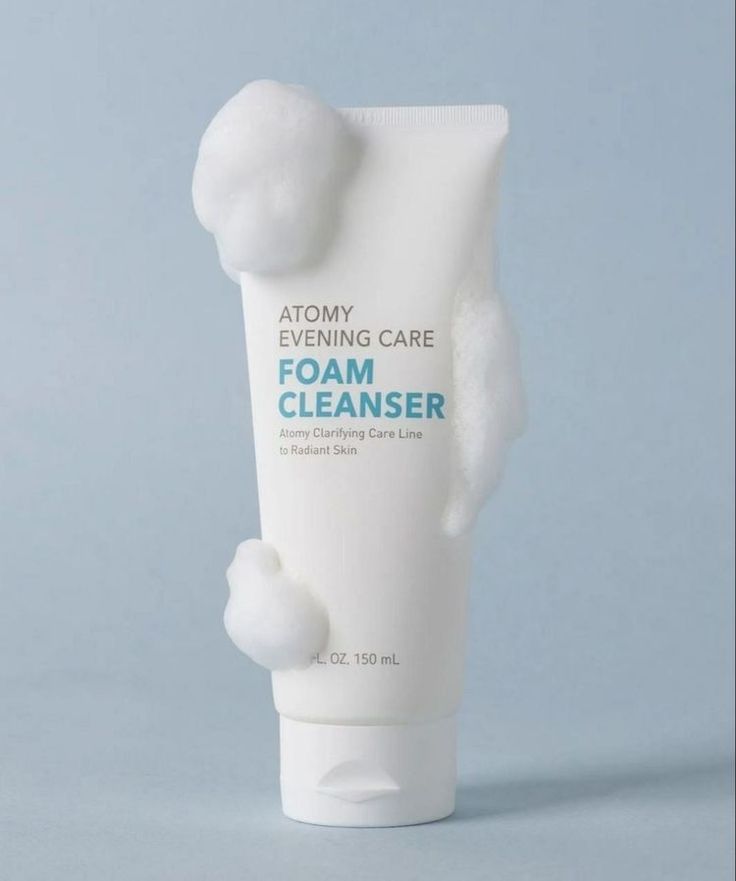 ATOMY
EVENING CARE
FOAM
CLEANSER
Atomy Clarifying Care Line
to Radiant Skin
OZ. 150 mL